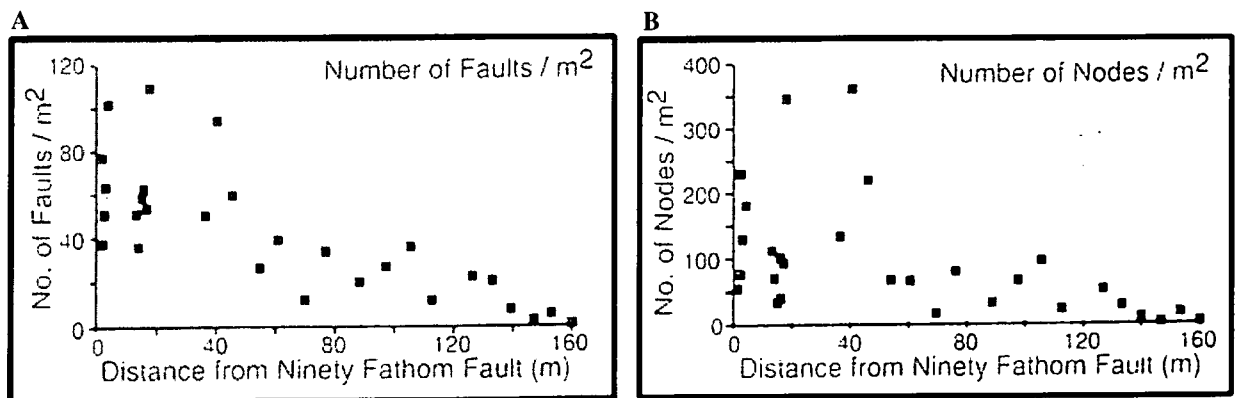 A
Number of Faults / m2
No. of Faults / m2
120
80
40
0
0 40 80 120 160
Distance from Ninety Fathom Fault (m)
B
Number of Nodes / m2
No. of Nodes / m2
400
350
300
250
200
100
0
0 40 80 120 160
Distance from Ninety Fathom Fault (m)